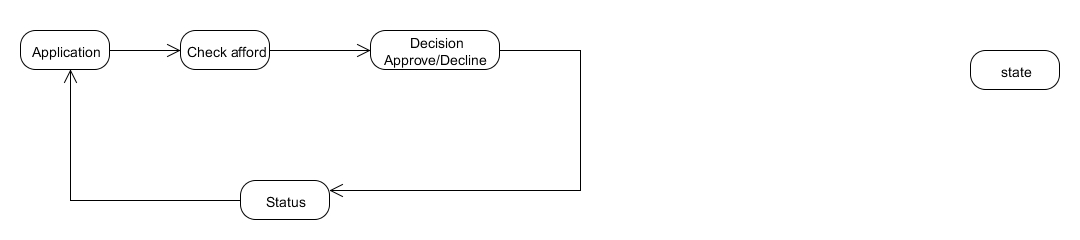 Application
Check afford
Decision
Approve/Decline
state
Status